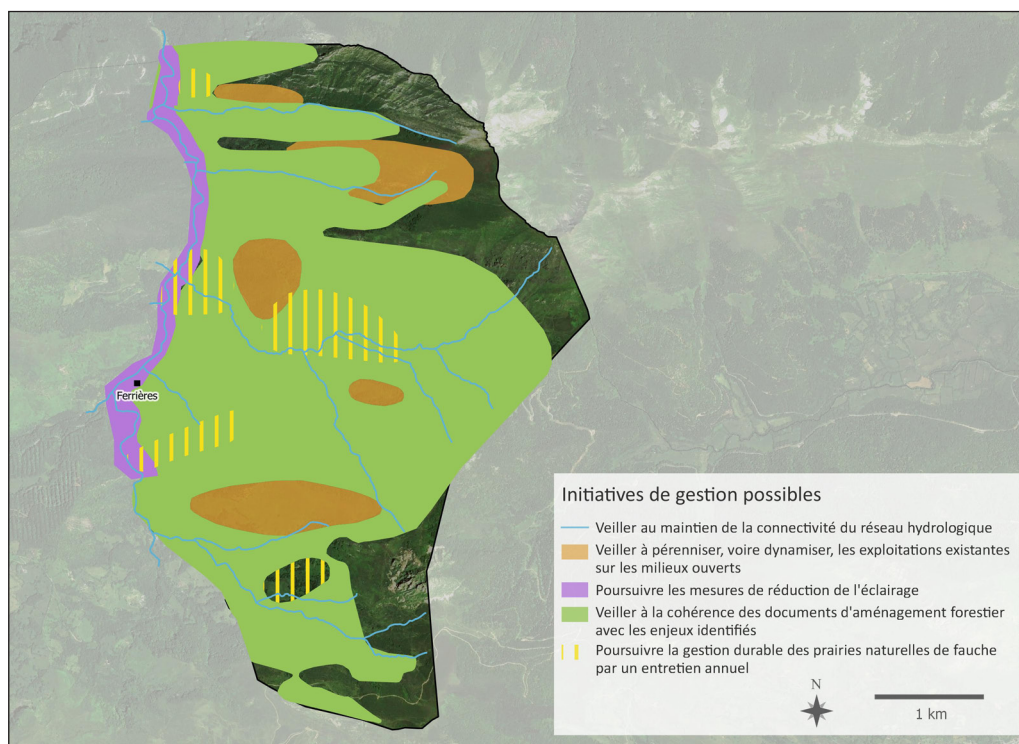 Ferrières
Initiatives de gestion possibles
Veiller au maintien de la connectivité du réseau hydrologique
Veiller à pérenniser, voire dynamiser, les exploitations existantes
sur les milieux ouverts
Poursuivre les mesures de réduction de l'éclairage
Veiller à la cohérence des documents d'aménagement forestier
avec les enjeux identifiés
Poursuivre la gestion durable des prairies naturelles de fauche
par un entretien annuel
N
1 km